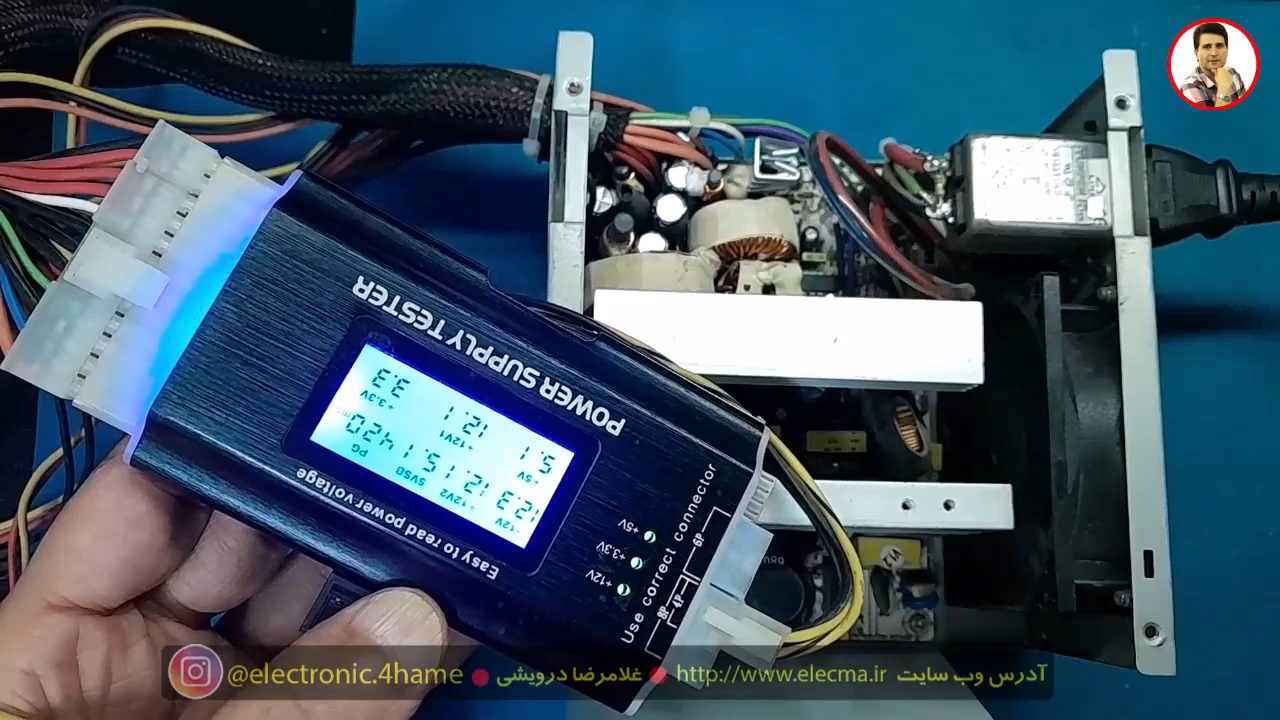 Easy to read power voltage
-12V +12V2 5VSB PG
12.3 12.1 5.1 420 ms
+5V +12V1 +3.3V
5.1 12.1 3.3
POWER SUPPLY TESTER
+12V
+3.3V
+5V
Use correct connector
8P 4P 6P
@electronic.4hame ● غلامرضا درویشی ● http://www.elecma.ir آدرس وب سایت